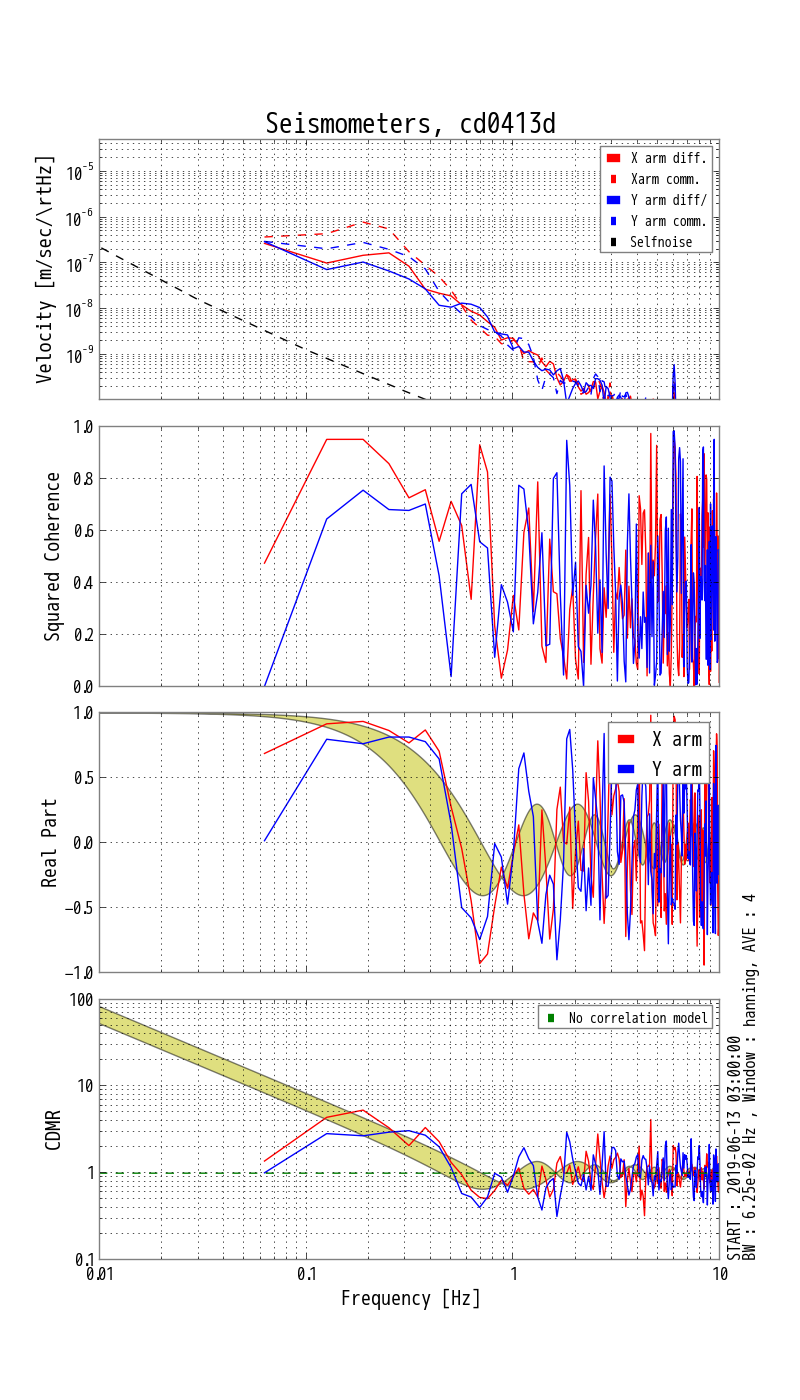 Seismometers, cd0413d
Velocity [m/sec/\rtHz]
10^-5
10^-6
10^-7
10^-8
10^-9
X arm diff.
Xarm comm.
Y arm diff/
Y arm comm.
Selfnoise
Squared Coherence
1.0
0.8
0.6
0.4
0.2
0.0
Real Part
1.0
0.5
0.0
−0.5
−1.0
X arm
Y arm
CDMR
100
10
1
0.1
No correlation model
0.01
0.1
1
10
Frequency [Hz]
START : 2019-06-13 03:00:00
BW : 6.25e-02 Hz , Window : hanning, AVE : 4